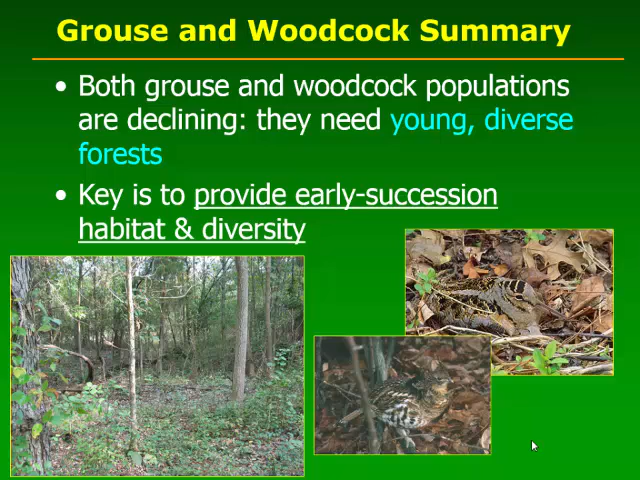 Grouse and Woodcock Summary
• Both grouse and woodcock populations
are declining: they need young, diverse
forests
• Key is to provide early-succession
habitat & diversity